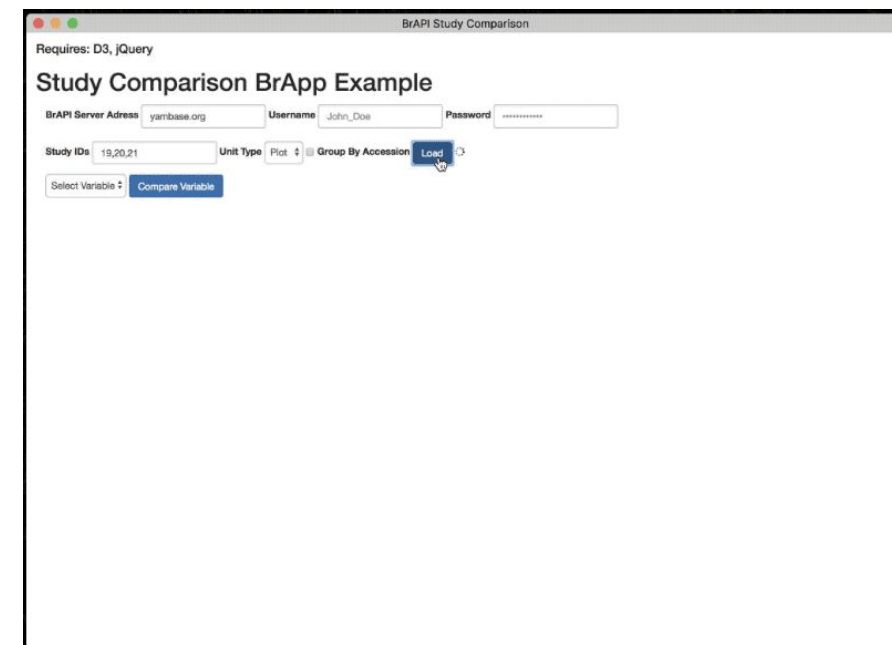 BrAPI Study Comparison
Requires: D3, jQuery
Study Comparison BrApp Example
BrAPI Server Adress yambase.org Username John_Doe Password ••••••••••••
Study IDs 19,20,21 Unit Type Plot Group By Accession Load
Select Variable Compare Variable